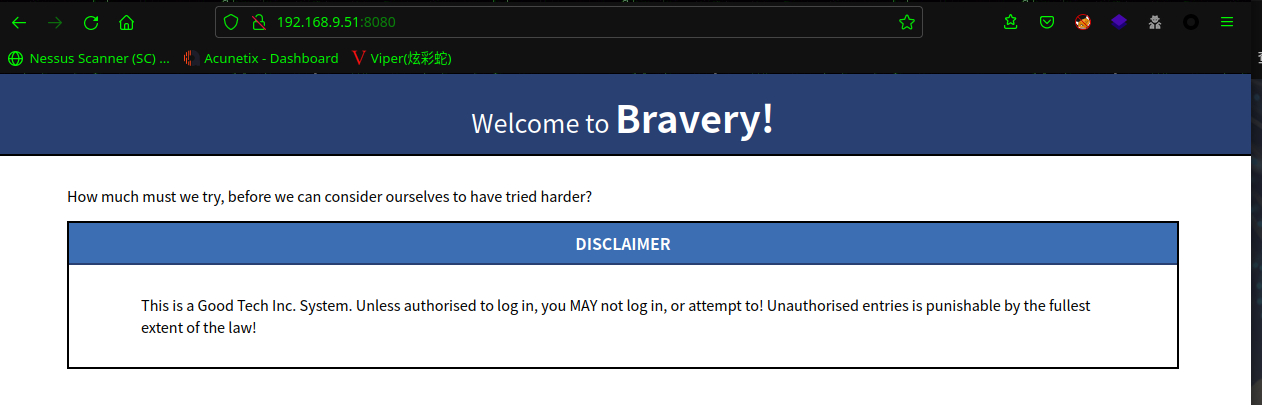 192.168.9.51:8080
Nessus Scanner (SC) ... Acunetix - Dashboard Viper(炫彩蛇)
Welcome to Bravery!
How much must we try, before we can consider ourselves to have tried harder?
DISCLAIMER
This is a Good Tech Inc. System. Unless authorised to log in, you MAY not log in, or attempt to! Unauthorised entries is punishable by the fullest
extent of the law!